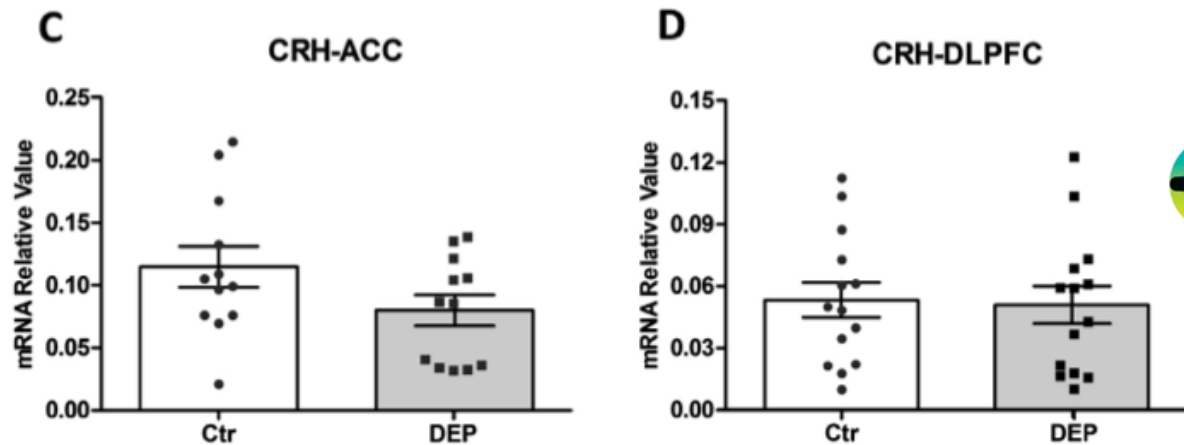 C
CRH-ACC
mRNA Relative Value
0.25
0.20
0.15
0.10
0.05
0.00
Ctr
DEP
D
CRH-DLPFC
mRNA Relative Value
0.15
0.12
0.09
0.06
0.03
0.00
Ctr
DEP